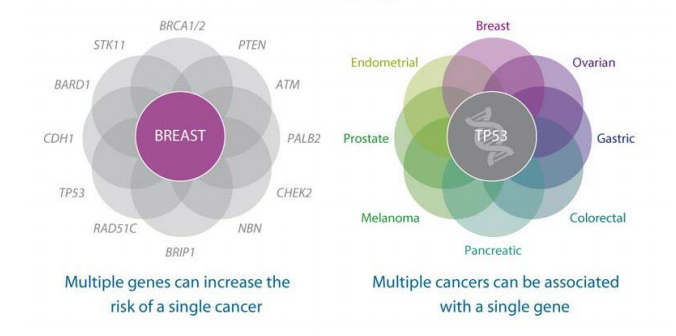 BRCA1/2
STK11
PTEN
BARD1
ATM
CDH1
BREAST
PALB2
TP53
CHEK2
RAD51C
NBN
BRIP1
Multiple genes can increase the
risk of a single cancer
Breast
Endometrial
Ovarian
Prostate
TP53
Gastric
Melanoma
Colorectal
Pancreatic
Multiple cancers can be associated
with a single gene